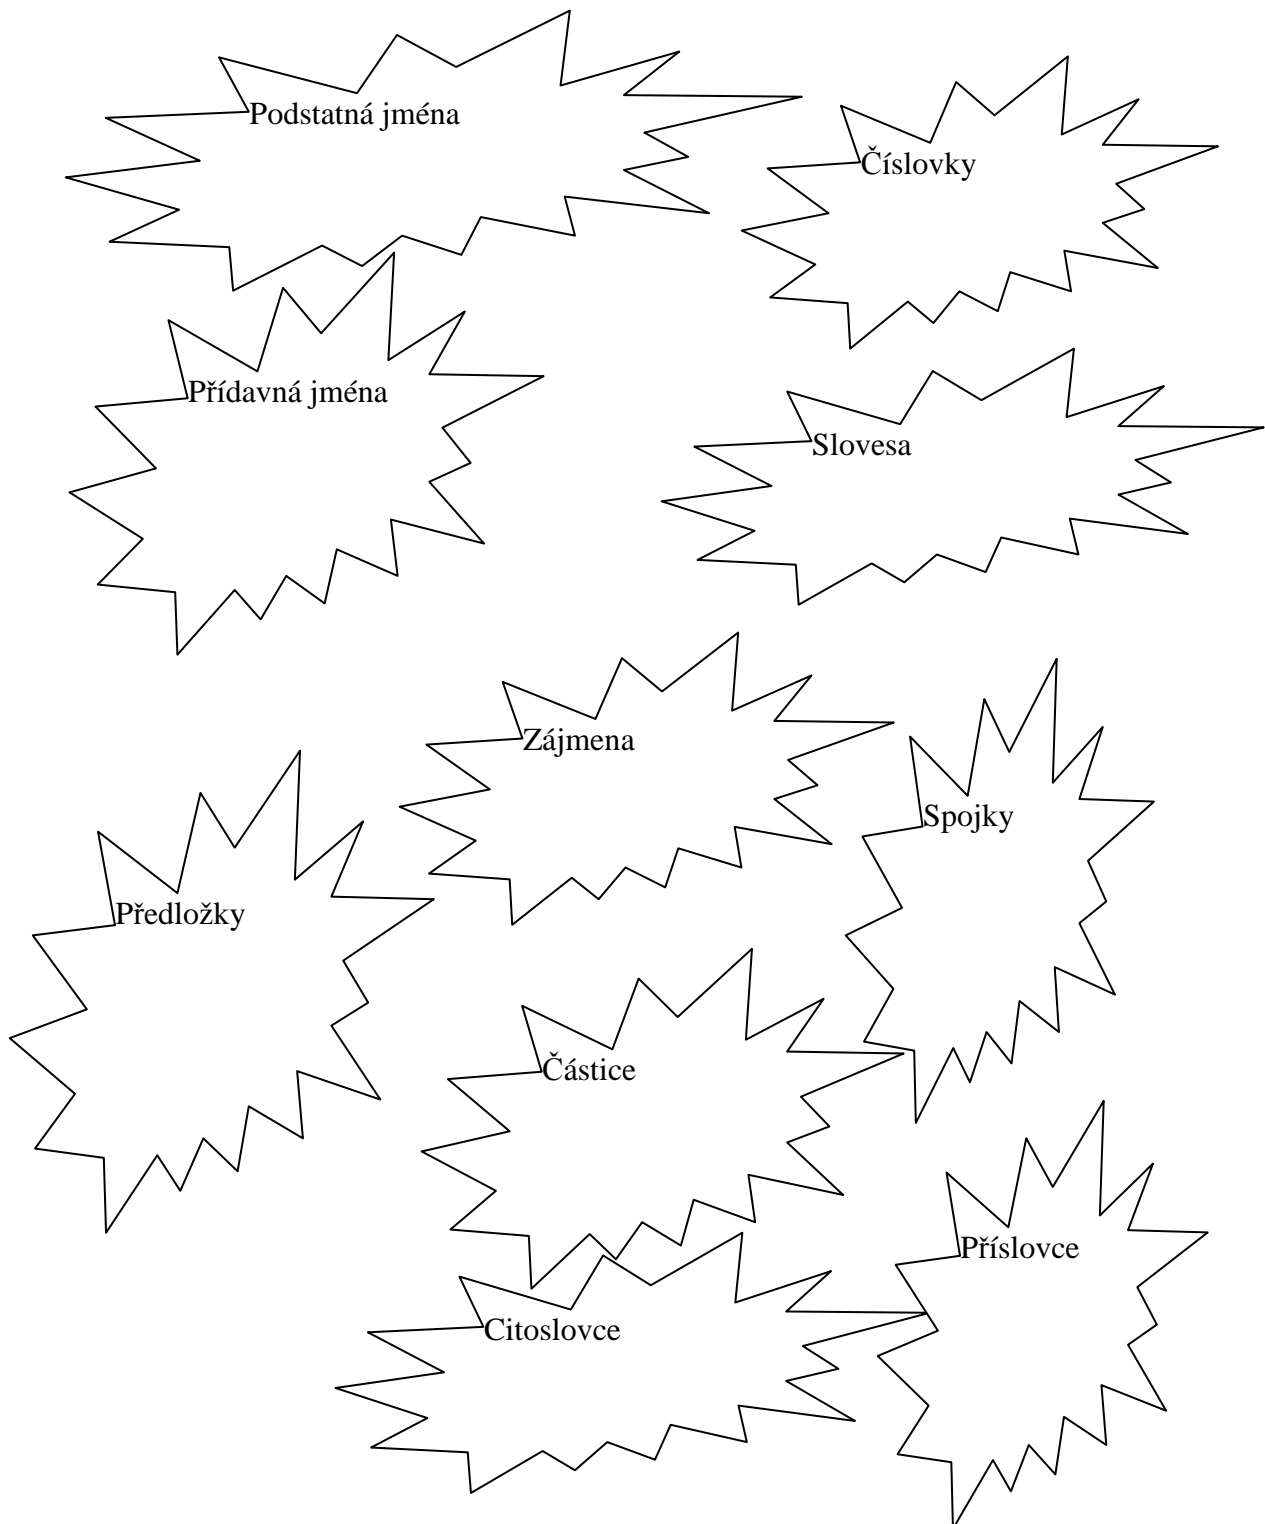 Podstatná jména
Číslovky
Přídavná jména
Slovesa
Zájmena
Spojky
Předložky
Částice
Příslovce
Citoslovce